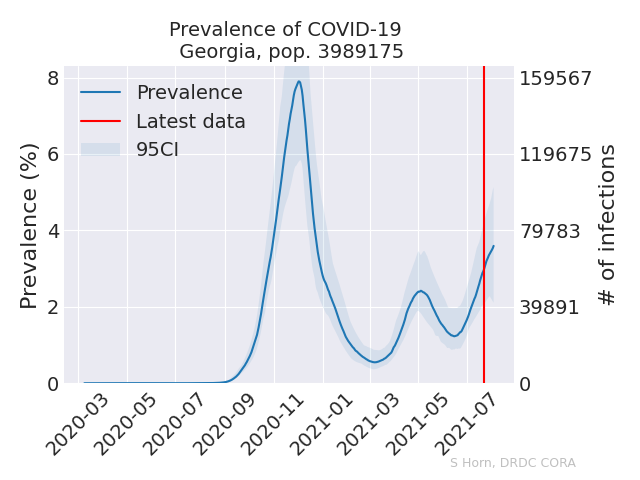 Prevalence of COVID-19
Georgia, pop. 3989175
Prevalence (%)
8
6
4
2
0
Prevalence
Latest data
95CI
159567
119675
79783
39891
0
# of infections
2020-03
2020-05
2020-07
2020-09
2020-11
2021-01
2021-03
2021-05
2021-07
S Horn, DRDC CORA